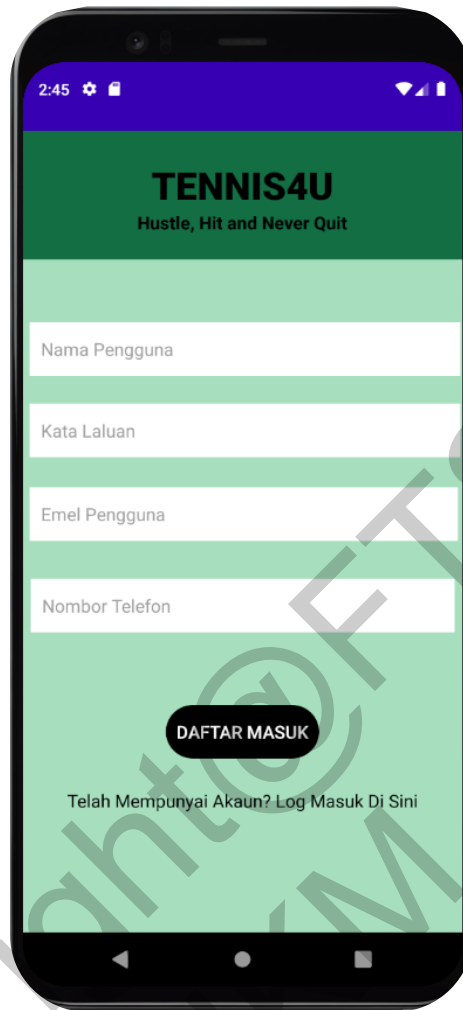 2:45
TENNIS4U
Hustle, Hit and Never Quit
Nama Pengguna
Kata Laluan
Emel Pengguna
Nombor Telefon
DAFTAR MASUK
Telah Mempunyai Akaun? Log Masuk Di Sini